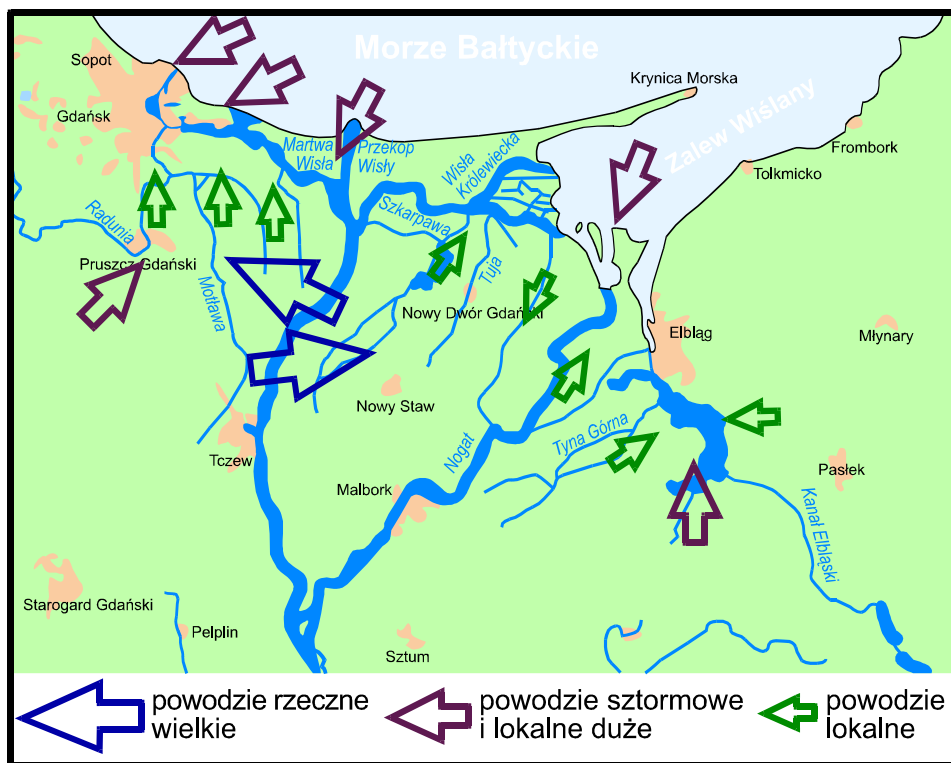 Morze Bałtyckie
Sopot
Krynica Morska
Gdańsk
Zalew Wiślany
Martwa
Wisła
Przekop
Wisły
Wisła
Królewiecka
Frombork
Tolkmicko
Szkarpawa
Radunia
Pruszcz Gdański
Motława
Tuja
Nowy Dwór Gdański
Elbląg
Młynary
Nowy Staw
Tczew
Nogat
Tyna Górna
Malbork
Pasłęk
Kanał Elbląski
Starogard Gdański
Pelplin
Sztum
powodzie rzeczne
wielkie
powodzie sztormowe
i lokalne duże
powodzie
lokalne